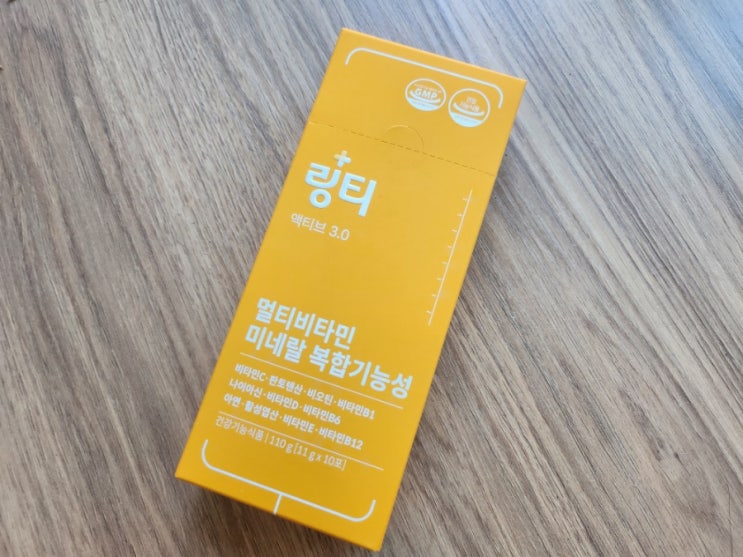 GMP
링티
액티브 3.0
멀티비타민
미네랄 복합기능성
비타민C · 판토텐산 · 비오틴 · 비타민B1
나이아신 · 비타민D · 비타민B6
아연 · 활성엽산 · 비타민E · 비타민B12
건강기능식품 | 110 g [11 g x 10포]